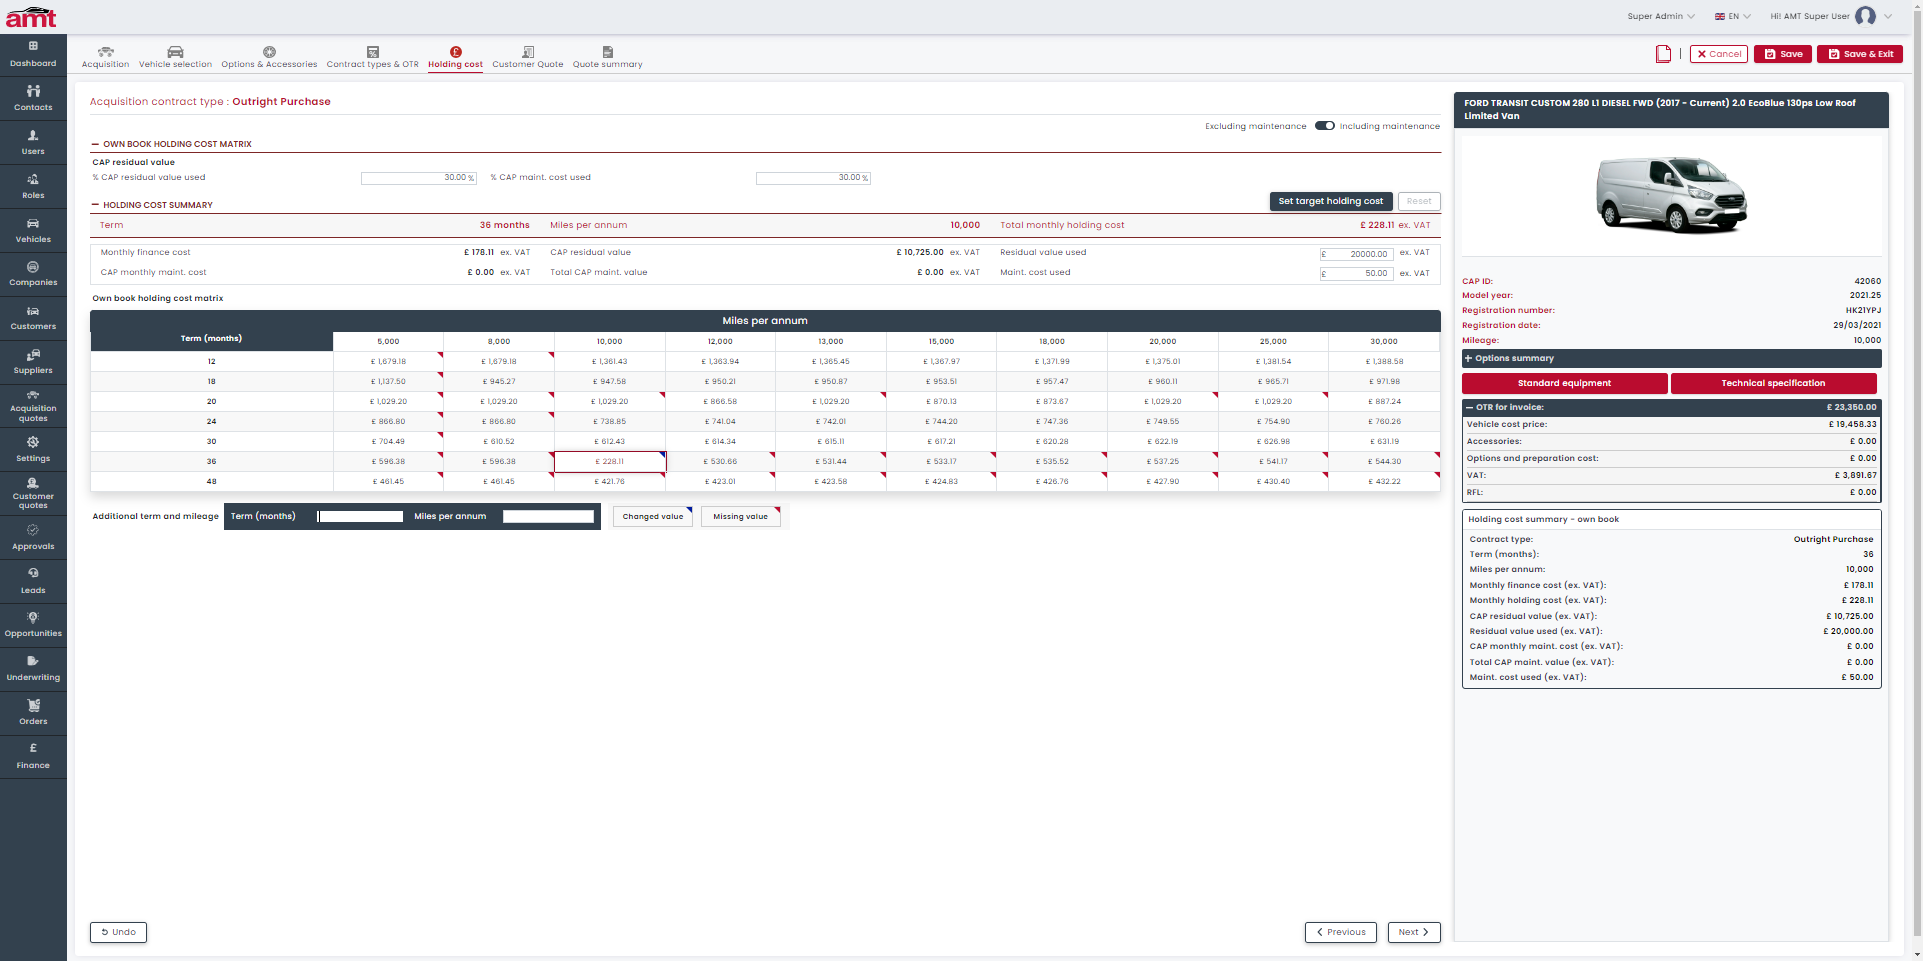 amt
Super Admin
EN
Hi! AMT Super User
Dashboard
Contacts
Users
Roles
Vehicles
Companies
Customers
Suppliers
Acquisition
quotes
Settings
Customer
quotes
Approvals
Leads
Opportunities
Underwriting
Orders
£
Finance
Acquisition
Vehicle selection
Options & Accessories
Contract types & OTR
Holding cost
Customer Quote
Quote summary
Cancel
Save
Save & Exit
Acquisition contract type : Outright Purchase
Excluding maintenance Including maintenance
OWN BOOK HOLDING COST MATRIX
CAP residual value
% CAP residual value used 30.00 % % CAP maint. cost used 30.00 %
HOLDING COST SUMMARY
Set target holding cost Reset
Term 36 months Miles per annum 10,000 Total monthly holding cost £ 228.11 ex. VAT
Monthly finance cost £ 178.11 ex. VAT CAP residual value £ 10,725.00 ex. VAT Residual value used £ 20000.00 ex. VAT
CAP monthly maint. cost £ 0.00 ex. VAT Total CAP maint. value £ 0.00 ex. VAT Maint. cost used £ 50.00 ex. VAT
Own book holding cost matrix
Miles per annum
Term (months) 5,000 8,000 10,000 12,000 13,000 15,000 18,000 20,000 25,000 30,000
12 £ 1,679.18 £ 1,679.18 £ 1,361.43 £ 1,363.94 £ 1,365.45 £ 1,367.97 £ 1,371.99 £ 1,375.01 £ 1,381.54 £ 1,388.58
18 £ 1,137.50 £ 945.27 £ 947.58 £ 950.21 £ 950.87 £ 953.51 £ 957.47 £ 960.11 £ 965.71 £ 971.98
20 £ 1,029.20 £ 1,029.20 £ 1,029.20 £ 866.58 £ 1,029.20 £ 870.13 £ 873.67 £ 1,029.20 £ 1,029.20 £ 887.24
24 £ 866.80 £ 866.80 £ 738.85 £ 741.04 £ 742.01 £ 744.20 £ 747.36 £ 749.55 £ 754.90 £ 760.26
30 £ 704.49 £ 610.52 £ 612.43 £ 614.34 £ 615.11 £ 617.21 £ 620.28 £ 622.19 £ 626.98 £ 631.19
36 £ 596.38 £ 596.38 £ 228.11 £ 530.66 £ 531.44 £ 533.17 £ 535.52 £ 537.25 £ 541.17 £ 544.30
48 £ 461.45 £ 461.45 £ 421.76 £ 423.01 £ 423.58 £ 424.83 £ 426.76 £ 427.90 £ 430.40 £ 432.22
Additional term and mileage Term (months) Miles per annum Changed value Missing value
Undo
Previous
Next
FORD TRANSIT CUSTOM 280 L1 DIESEL FWD (2017 - Current) 2.0 EcoBlue 130ps Low Roof
Limited Van
CAP ID: 42060
Model year: 2021.25
Registration number: HK21YPJ
Registration date: 29/03/2021
Mileage: 10,000
Options summary
Standard equipment Technical specification
OTR for invoice: £ 23,350.00
Vehicle cost price: £ 19,458.33
Accessories: £ 0.00
Options and preparation cost: £ 0.00
VAT: £ 3,891.67
RFL: £ 0.00
Holding cost summary - own book
Contract type: Outright Purchase
Term (months): 36
Miles per annum: 10,000
Monthly finance cost (ex. VAT): £ 178.11
Monthly holding cost (ex. VAT): £ 228.11
CAP residual value (ex. VAT): £ 10,725.00
Residual value used (ex. VAT): £ 20,000.00
CAP monthly maint. cost (ex. VAT): £ 0.00
Total CAP maint. value (ex. VAT): £ 0.00
Maint. cost used (ex. VAT): £ 50.00